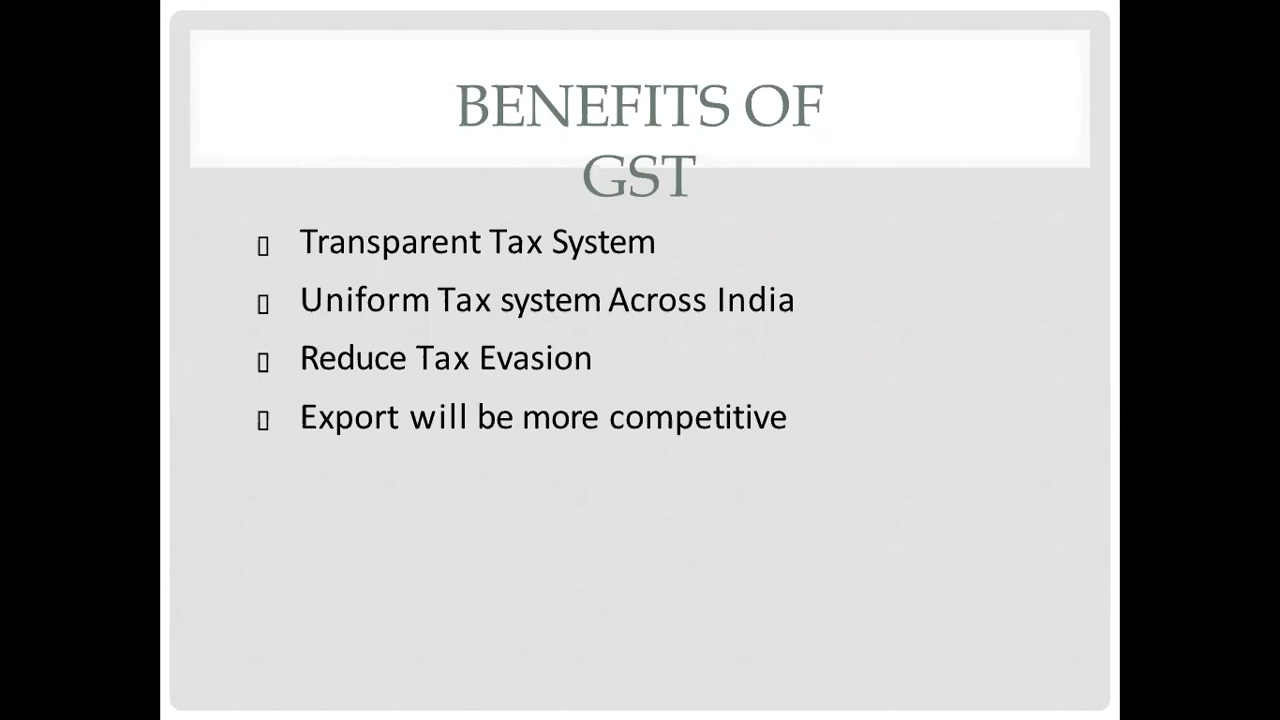 BENEFITS OF
GST
Transparent Tax System
Uniform Tax system Across India
Reduce Tax Evasion
Export will be more competitive